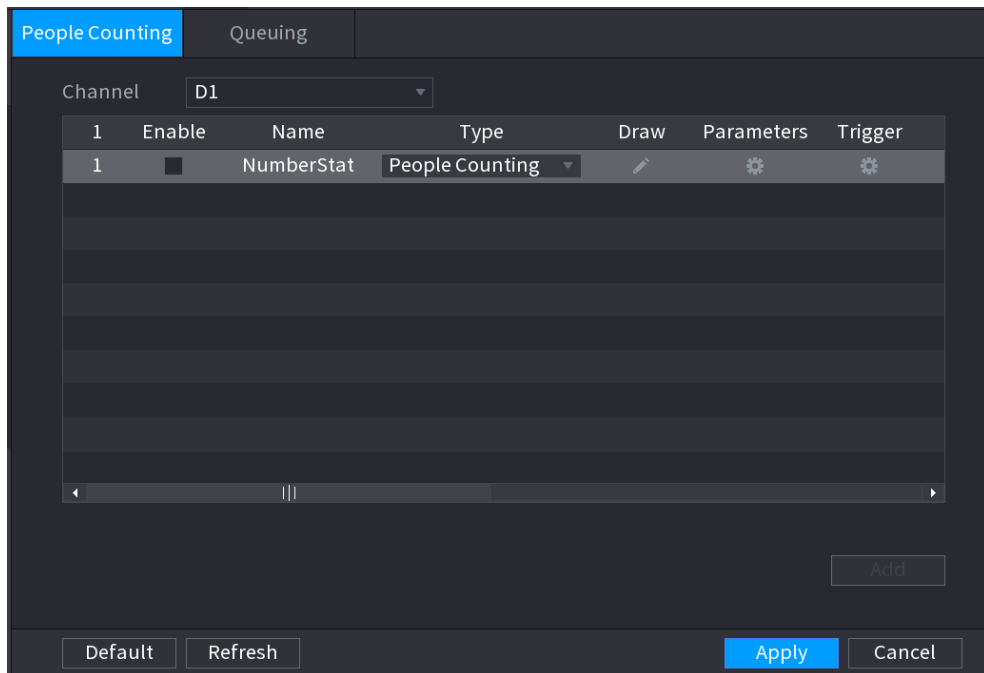 People Counting Queuing
Channel D1
1 Enable Name Type Draw Parameters Trigger
1 NumberStat People Counting
Add
Default Refresh Apply Cancel